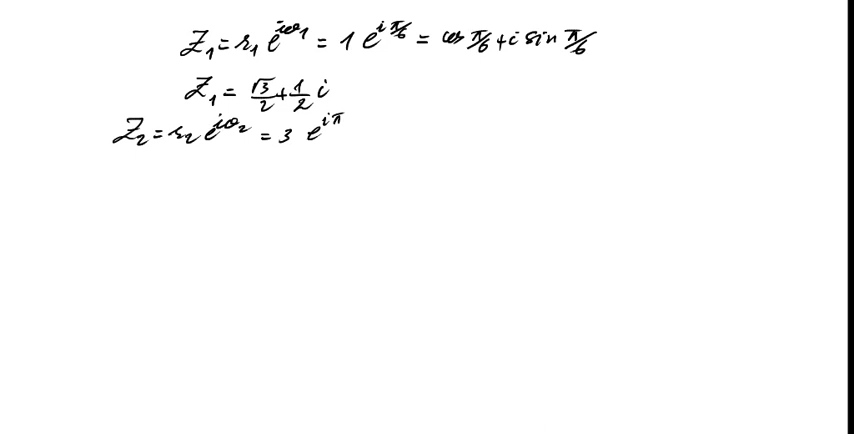 Z₁ = r₁ e^{iθ₁} = 1 e^{i π/6} = cos π/6 + i sin π/6
Z₁ = √3/2 + 1/2 i
Z₂ = r₂ e^{iθ₂} = 3 e^{iπ}